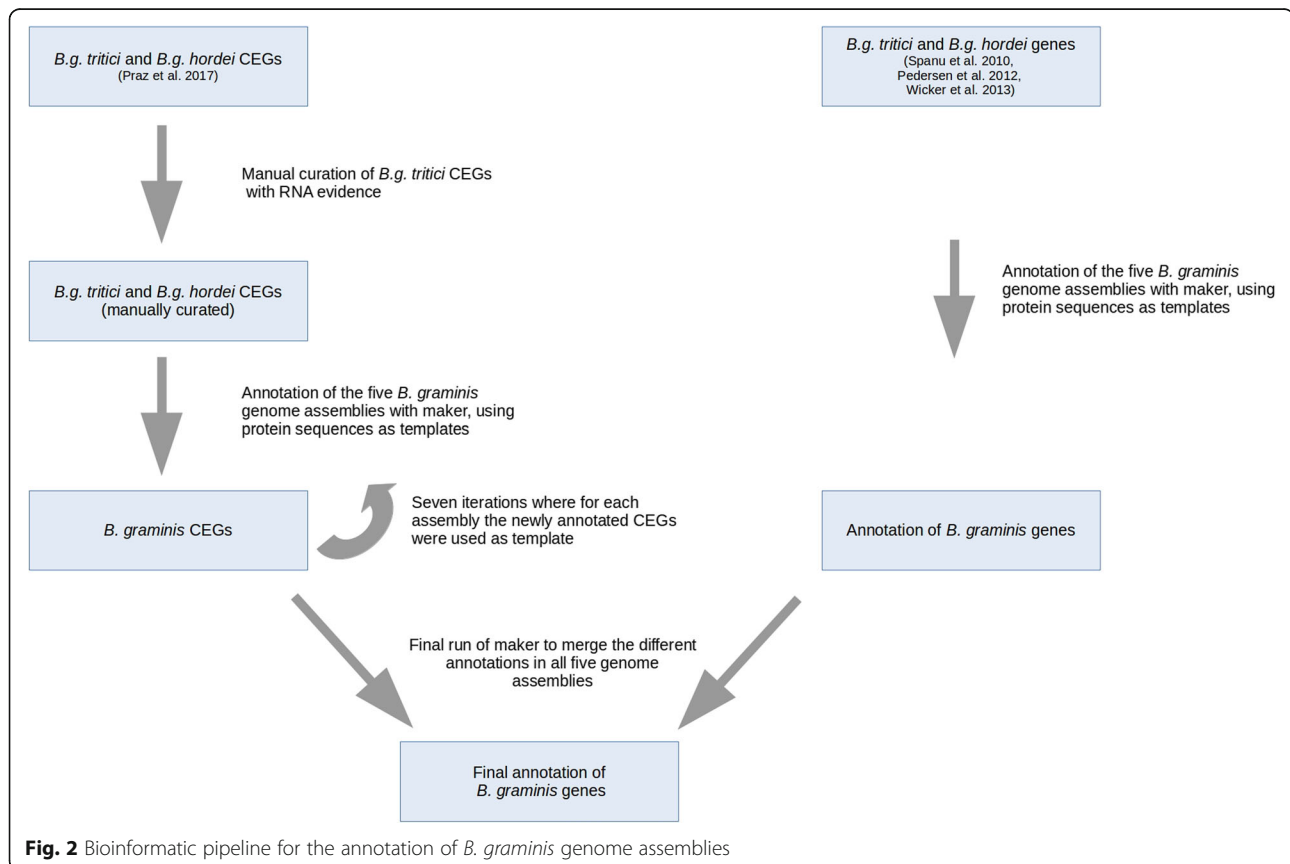 B.g. tritici and B.g. hordei CEGs
(Praz et al. 2017)
B.g. tritici and B.g. hordei genes
(Spanu et al. 2010,
Pedersen et al. 2012,
Wicker et al. 2013)
Manual curation of B.g. tritici CEGs
with RNA evidence
B.g. tritici and B.g. hordei CEGs
(manually curated)
Annotation of the five B. graminis
genome assemblies with maker, using
protein sequences as templates
Annotation of the five B. graminis
genome assemblies with maker, using
protein sequences as templates
B. graminis CEGs
Seven iterations where for each
assembly the newly annotated CEGs
were used as template
Annotation of B. graminis genes
Final run of maker to merge the different
annotations in all five genome
assemblies
Final annotation of
B. graminis genes
Fig. 2 Bioinformatic pipeline for the annotation of B. graminis genome assemblies